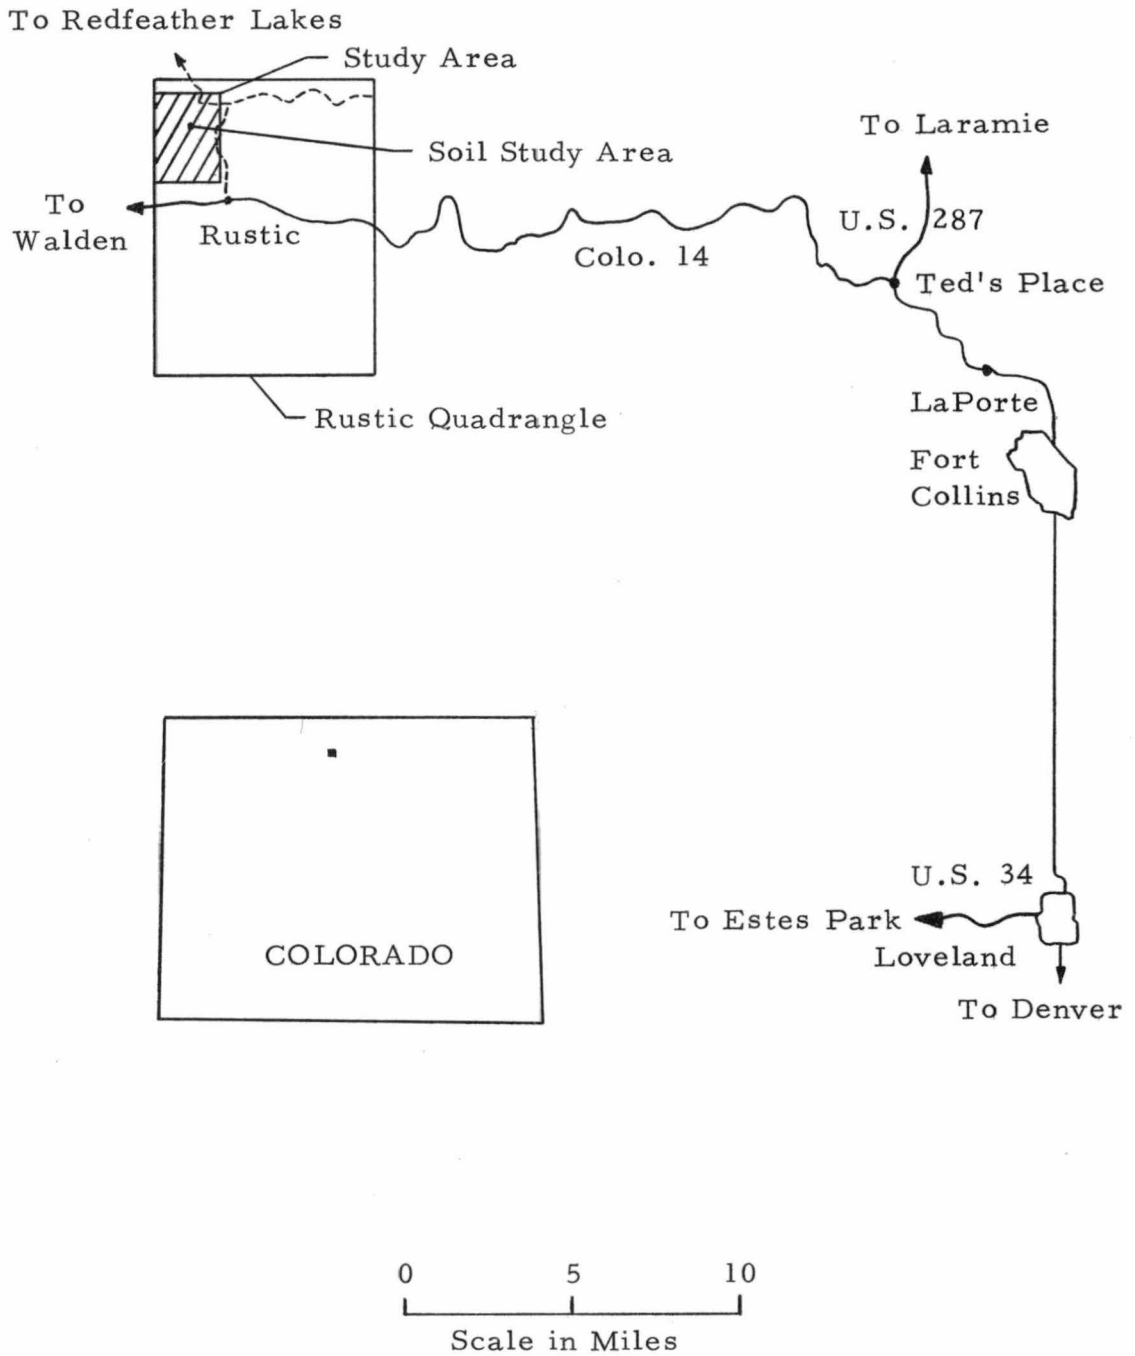 To Redfeather Lakes
Study Area
To Laramie
Soil Study Area
To
Walden
Rustic
U.S. 287
Colo. 14
Ted's Place
LaPorte
Rustic Quadrangle
Fort
Collins
U.S. 34
To Estes Park
Loveland
COLORADO
To Denver
0 5 10
Scale in Miles